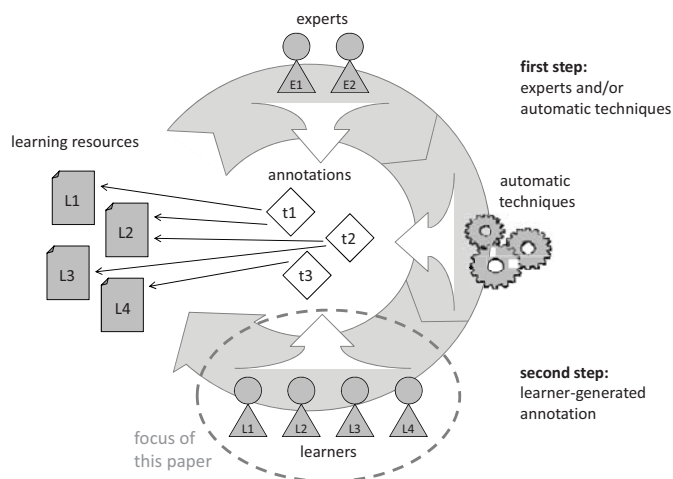 experts
E1 E2
first step:
experts and/or
automatic techniques
learning resources
annotations
automatic
techniques
L1
t1
L2
t2
L3
t3
L4
second step:
learner-generated
annotation
L1 L2 L3 L4
learners
focus of
this paper